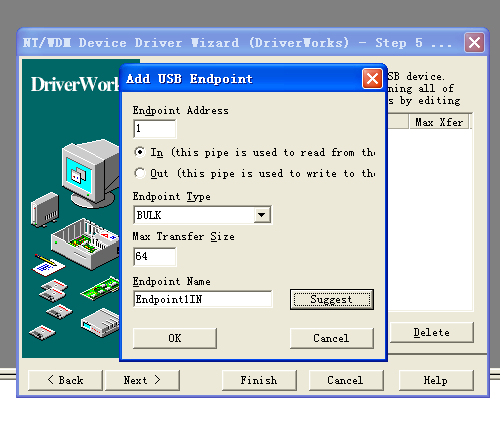 NT/WDM Device Driver Wizard (DriverWorks) - Step 5 ...
DriverWork
Add USB Endpoint
SB device.
ning all of
s by editing
Max Xfer
Endpoint Address
1
In (this pipe is used to read from the
Out (this pipe is used to write to the
Endpoint Type
BULK
Max Transfer Size
64
Endpoint Name
Endpoint1IN
Suggest
OK
Cancel
Delete
< Back
Next >
Finish
Cancel
Help